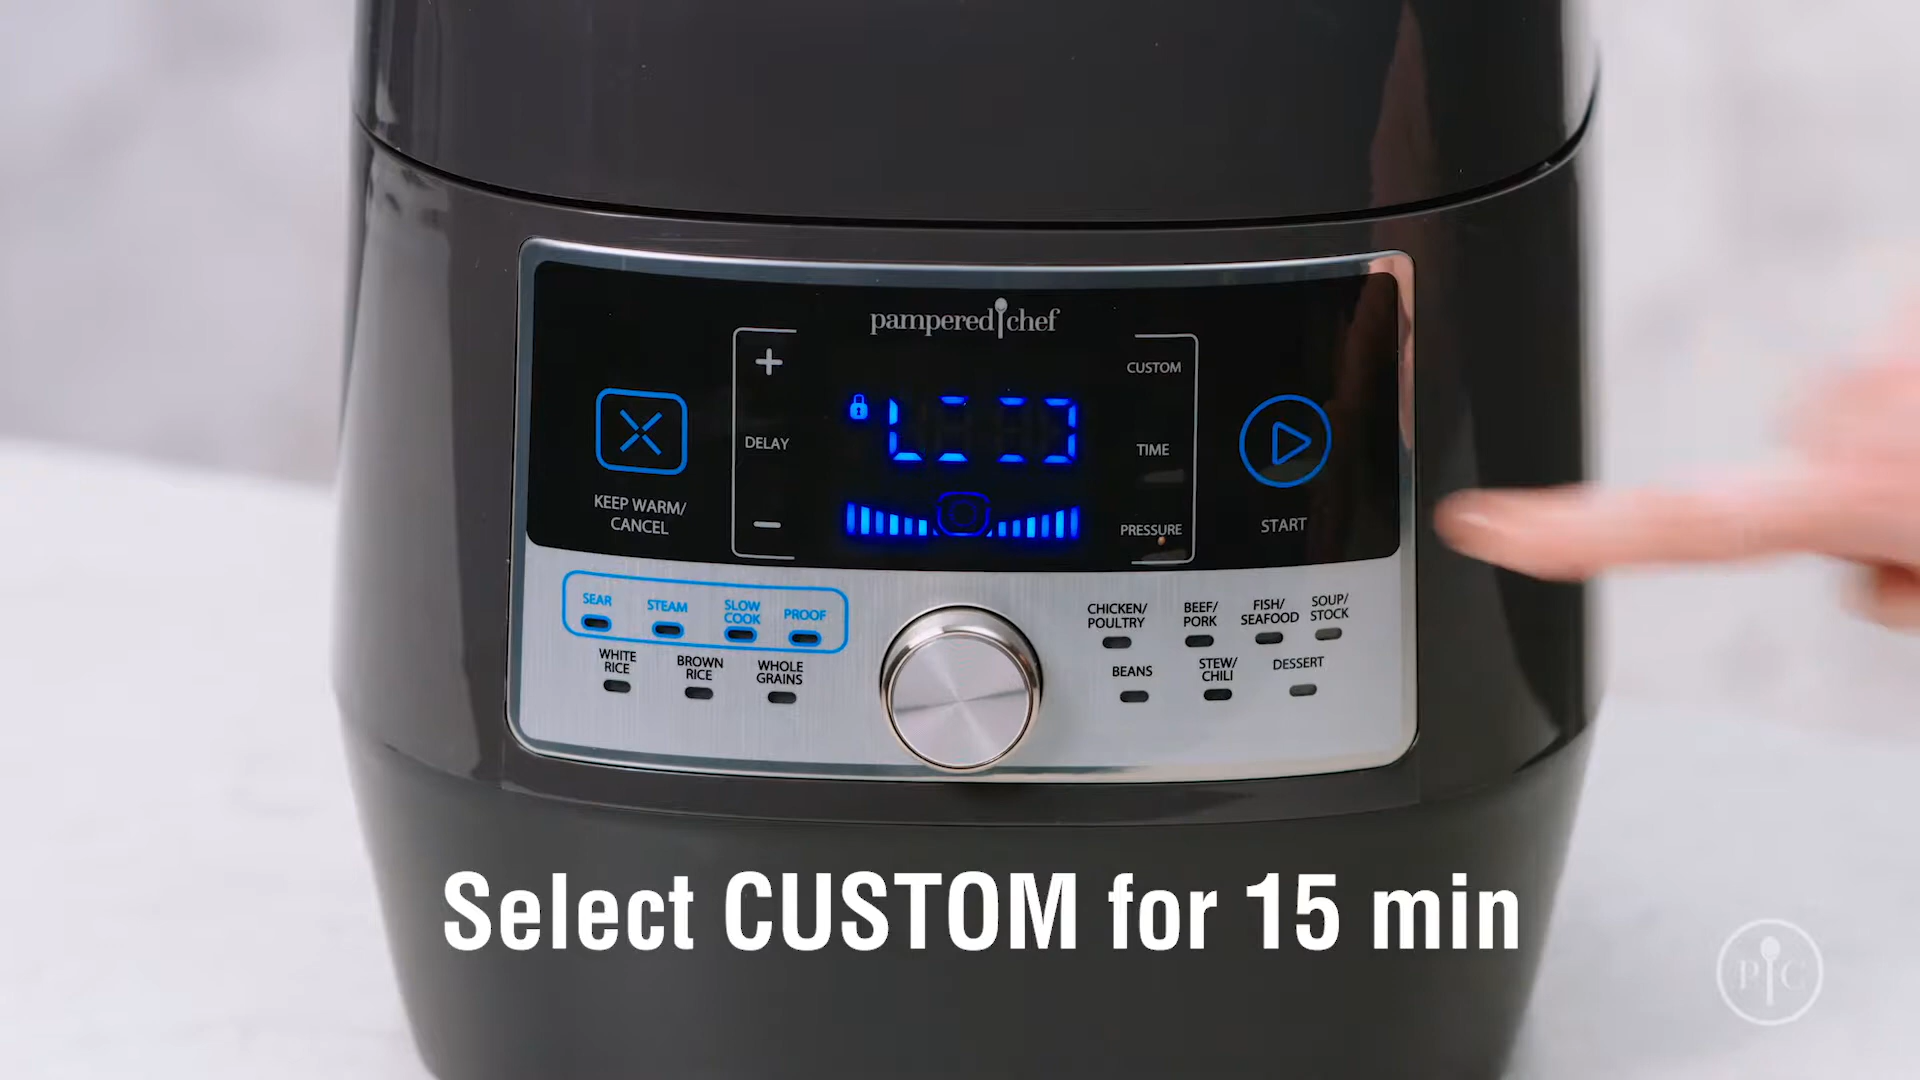 pampered chef
+
DELAY
−
CUSTOM
TIME
PRESSURE
KEEP WARM/
CANCEL
START
SEAR
STEAM
SLOW
COOK
PROOF
WHITE
RICE
BROWN
RICE
WHOLE
GRAINS
CHICKEN/
POULTRY
BEEF/
PORK
FISH/
SEAFOOD
SOUP/
STOCK
BEANS
STEW/
CHILI
DESSERT
Select CUSTOM for 15 min
PC